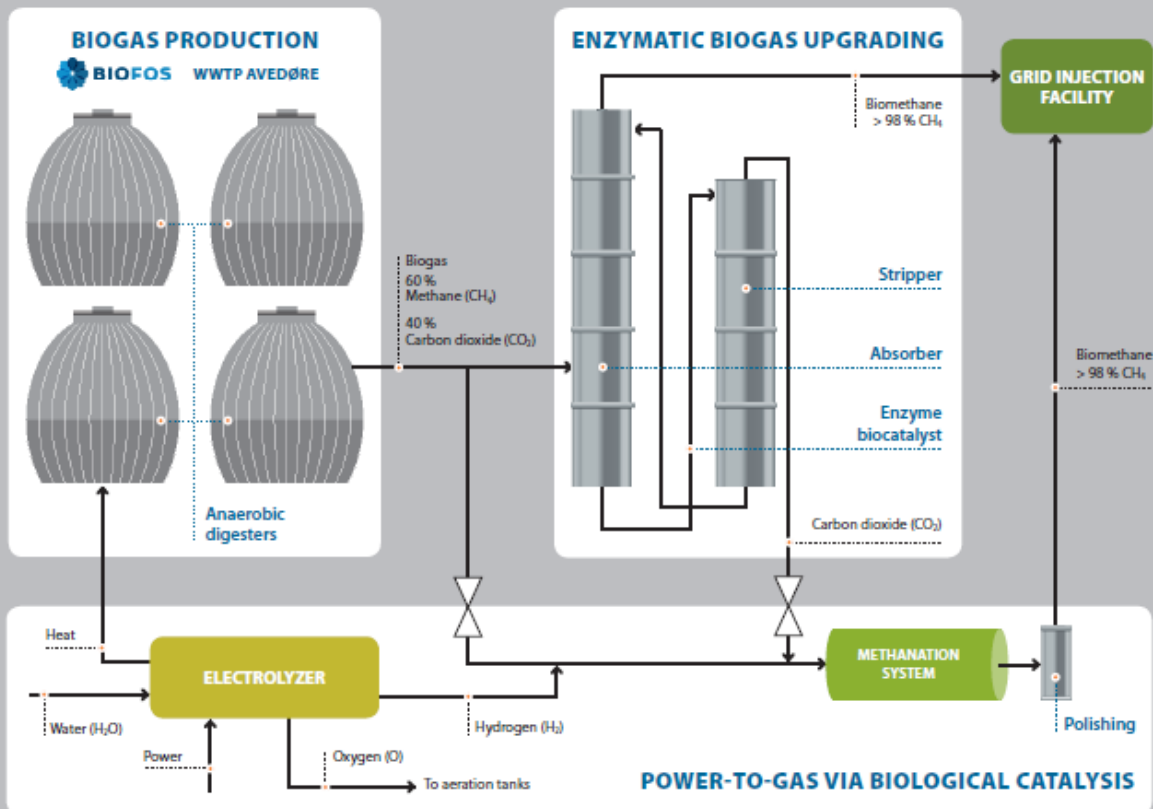 BIOGAS PRODUCTION
BIOFOS WWTP AVEDØRE
Anaerobic
digesters
Biogas
60 %
Methane (CH₄)
40 %
Carbon dioxide (CO₂)
ENZYMATIC BIOGAS UPGRADING
Biomethane
> 98 % CH₄
Stripper
Absorber
Enzyme
biocatalyst
Carbon dioxide (CO₂)
GRID INJECTION
FACILITY
Biomethane
> 98 % CH₄
Heat
ELECTROLYZER
Water (H₂O)
Power
Oxygen (O)
To aeration tanks
Hydrogen (H₂)
METHANATION
SYSTEM
Polishing
POWER-TO-GAS VIA BIOLOGICAL CATALYSIS